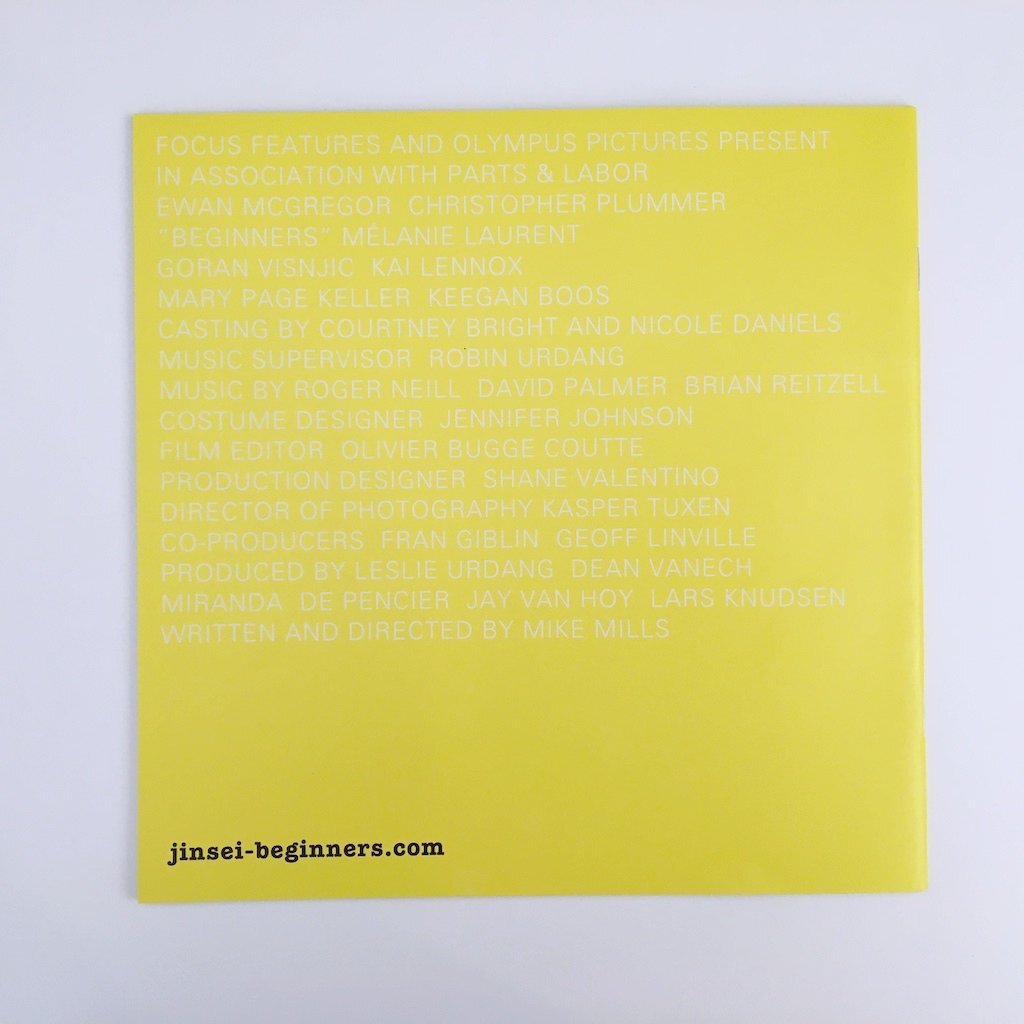 FOCUS FEATURES AND OLYMPUS PICTURES PRESENT
IN ASSOCIATION WITH PARTS & LABOR
EWAN MCGREGOR CHRISTOPHER PLUMMER
"BEGINNERS" MÉLANIE LAURENT
GORAN VISNJIC KAI LENNOX
MARY PAGE KELLER KEEGAN BOOS
CASTING BY COURTNEY BRIGHT AND NICOLE DANIELS
MUSIC SUPERVISOR ROBIN URDANG
MUSIC BY ROGER NEILL DAVID PALMER BRIAN REITZELL
COSTUME DESIGNER JENNIFER JOHNSON
FILM EDITOR OLIVIER BUGGE COUTTE
PRODUCTION DESIGNER SHANE VALENTINO
DIRECTOR OF PHOTOGRAPHY KASPER TUXEN
CO-PRODUCERS FRAN GIBLIN GEOFF LINVILLE
PRODUCED BY LESLIE URDANG DEAN VANECH
MIRANDA DE PENCIER JAY VAN HOY LARS KNUDSEN
WRITTEN AND DIRECTED BY MIKE MILLS
jinsei-beginners.com